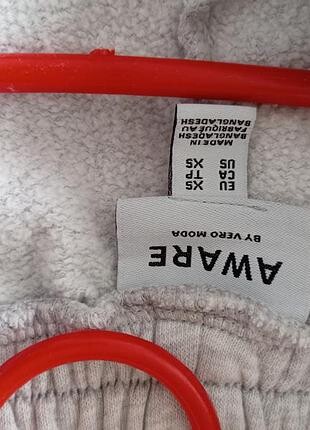 AWARE
BY VERO MODA
EU XS
CA TP
US XS
MADE IN
BANGLADESH
FABRIQUÉ AU
BANGLADESH